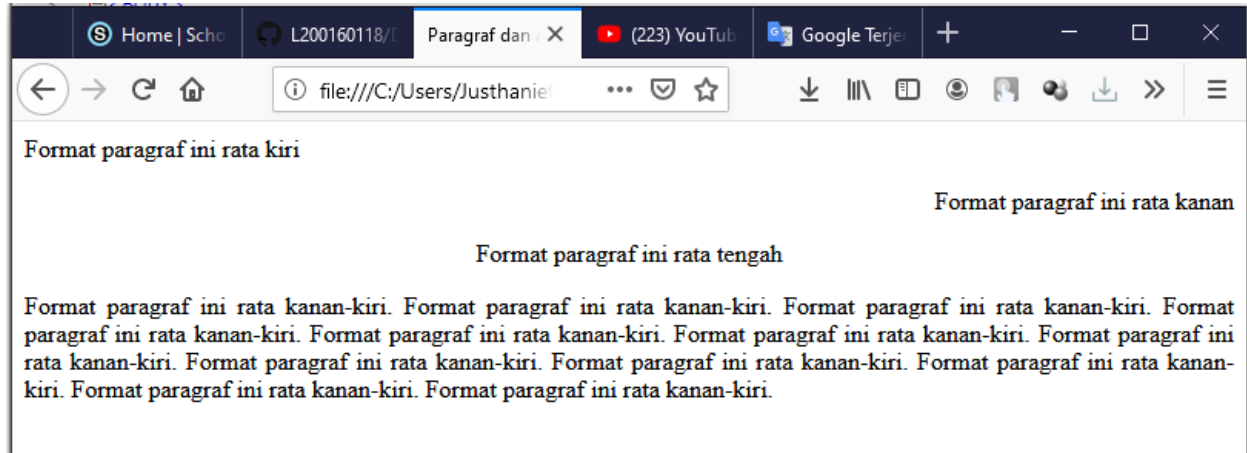 Home | Scho
L200160118/
Paragraf dan
(223) YouTub
Google Terje
file:///C:/Users/Justhanief
Format paragraf ini rata kiri
Format paragraf ini rata kanan
Format paragraf ini rata tengah
Format paragraf ini rata kanan-kiri. Format paragraf ini rata kanan-kiri. Format paragraf ini rata kanan-kiri. Format
paragraf ini rata kanan-kiri. Format paragraf ini rata kanan-kiri. Format paragraf ini rata kanan-kiri. Format paragraf ini
rata kanan-kiri. Format paragraf ini rata kanan-kiri. Format paragraf ini rata kanan-kiri. Format paragraf ini rata kanan-
kiri. Format paragraf ini rata kanan-kiri. Format paragraf ini rata kanan-kiri.